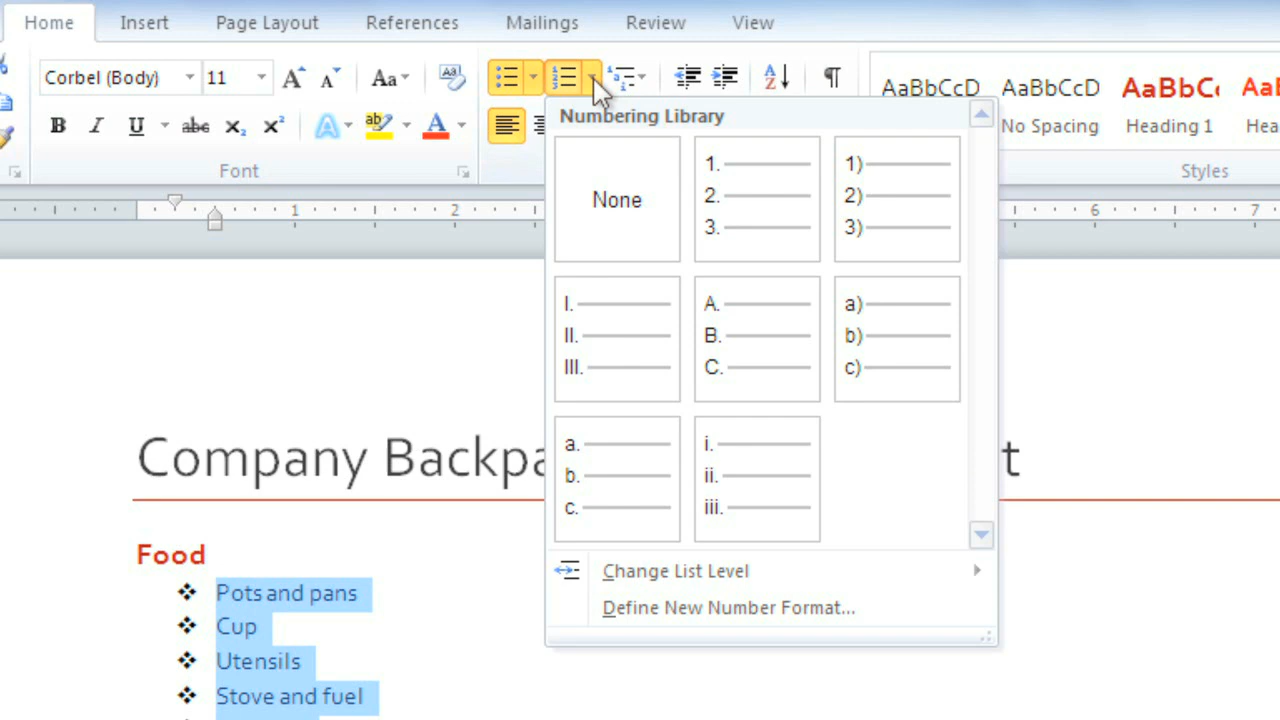 Home Insert Page Layout References Mailings Review View
Corbel (Body) 11 A A Aa
AaBbCcD AaBbCcD AaBbC
B I U abc X₂ X² A ab A
No Spacing Heading 1
Font Styles
1 2 6 7
Numbering Library
None
1.
2.
3.
1)
2)
3)
I.
II.
III.
A.
B.
C.
a)
b)
c)
a.
b.
c.
i.
ii.
iii.
Change List Level
Define New Number Format...
Company
Food
Pots and pans
Cup
Utensils
Stove and fuel